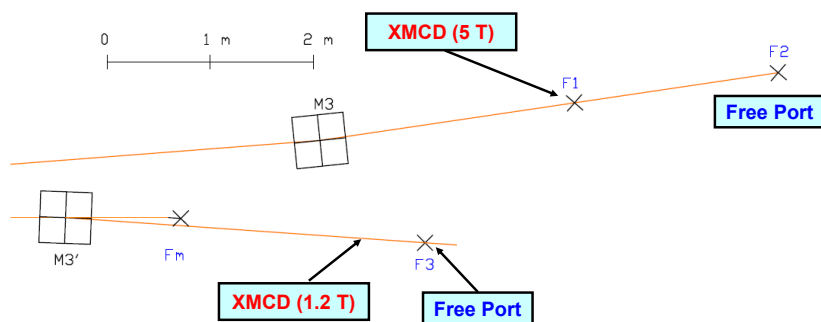 XMCD (5 T)
0 1 m 2 m
F2
F1
M3
Free Port
Fm
M3'
F3
XMCD (1.2 T)
Free Port